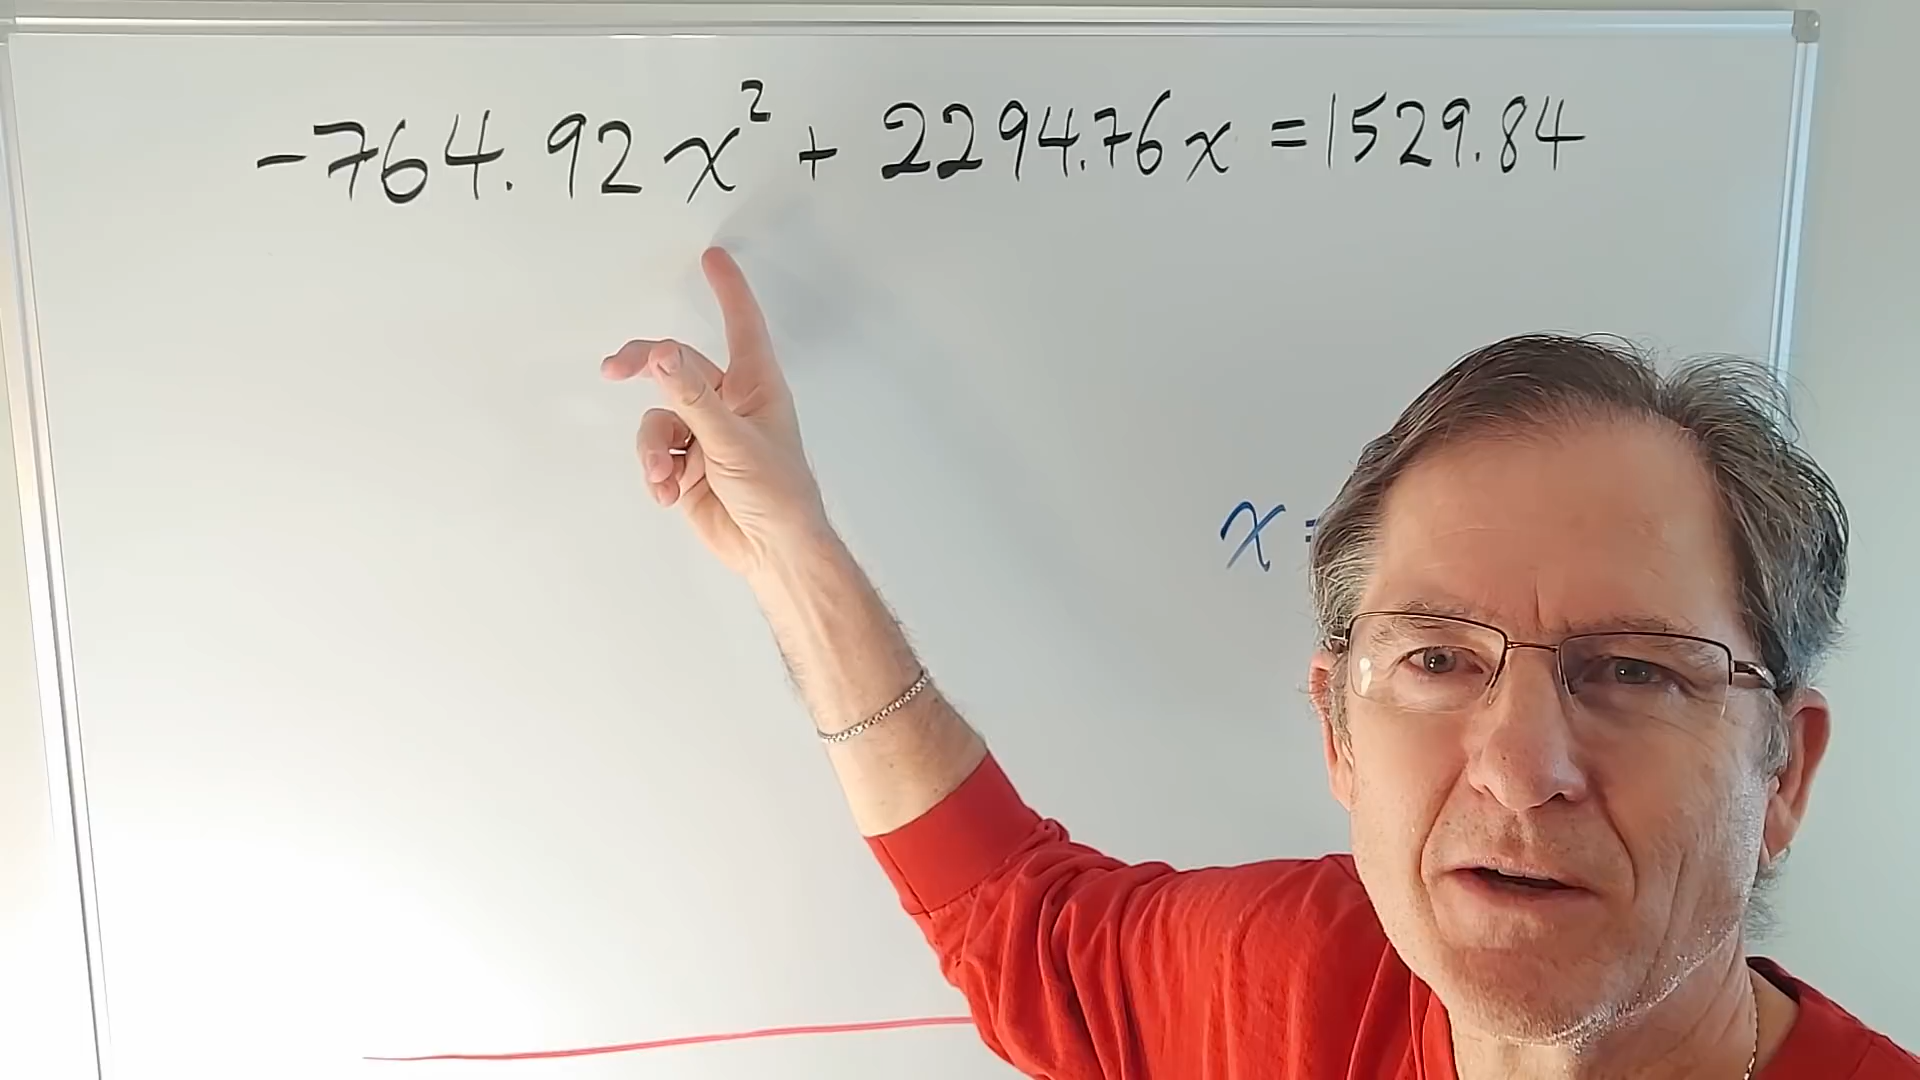 -764.92x² + 2294.76x = 1529.84
x =